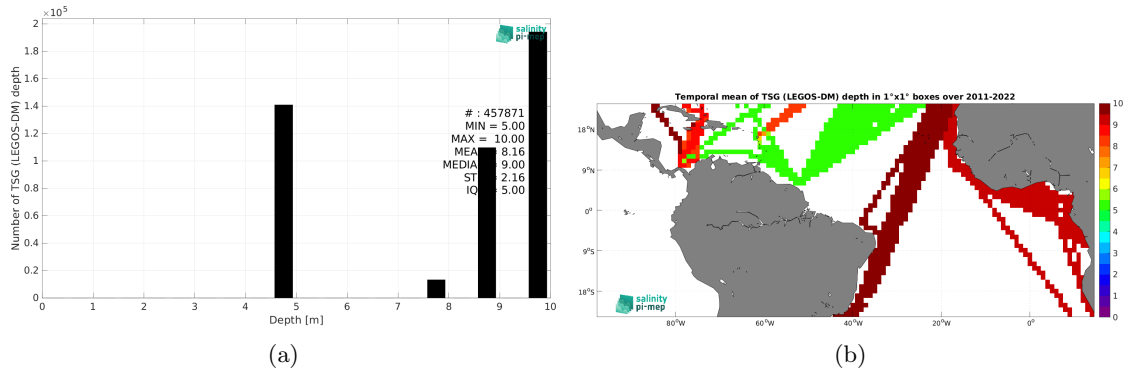 ×10⁵
2
1.8
1.6
1.4
1.2
1
0.8
0.6
0.4
0.2
0
Number of TSG (LEGOS-DM) depth
salinity
pi-mep
# : 457871
MIN = 5.00
MAX = 10.00
MEA = 8.16
MEDIA = 9.00
ST = 2.16
IQ = 5.00
0 1 2 3 4 5 6 7 8 9 10
Depth [m]
(a)
Temporal mean of TSG (LEGOS-DM) depth in 1°x1° boxes over 2011-2022
18°N
9°N
0°
9°S
18°S
80°W 60°W 40°W 20°W 0°
salinity
pi-mep
10
9
8
7
6
5
4
3
2
1
0
(b)